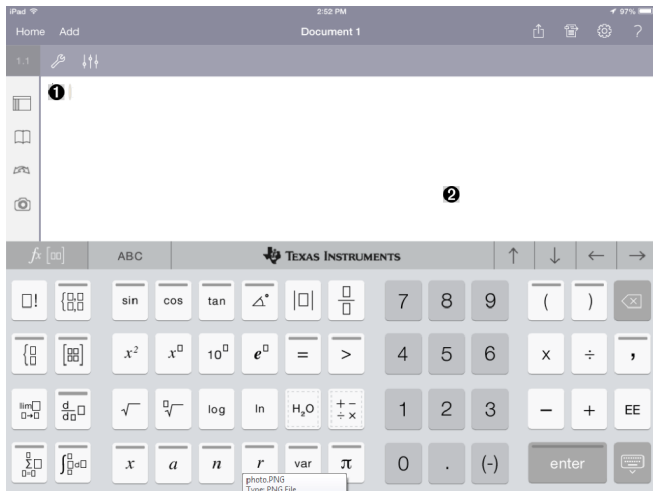 iPad 2:52 PM 97%
Home Add Document 1 ?
1.1
❶
❷
fx [▯▯] ABC TEXAS INSTRUMENTS ↑ ↓ ← →
▯! {▯,▯ ▯,▯ sin cos tan ∠° |▯| ▯/▯ 7 8 9 ( ) ⌫
{▯ ▯ [▯▯ ▯▯] x² x^▯ 10^▯ e^▯ = > 4 5 6 x ÷ ,
lim▯ ▯→▯ d/d▯ ▯ √ ▯√ log ln H₂O + − ÷ × 1 2 3 − + EE
▯ Σ▯ ▯=▯ ∫▯ ▯ ▯d▯ x a n r var π 0 . (-) enter
photo.PNG
Type: PNG File